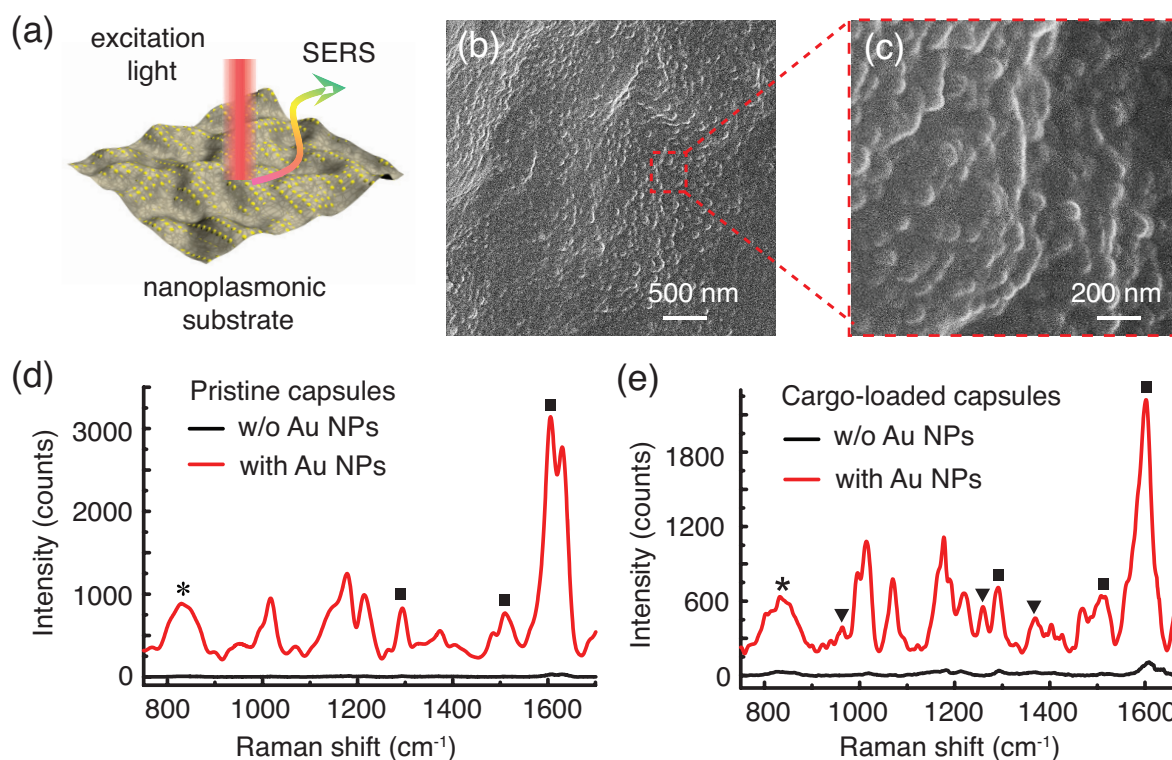 (a)
excitation
light
SERS
nanoplasmonic
substrate
(b)
500 nm
(c)
200 nm
(d)
Pristine capsules
w/o Au NPs
with Au NPs
*
3000
2000
1000
0
Intensity (counts)
800 1000 1200 1400 1600
Raman shift (cm⁻¹)
(e)
Cargo-loaded capsules
w/o Au NPs
with Au NPs
*
1800
1200
600
0
Intensity (counts)
800 1000 1200 1400 1600
Raman shift (cm⁻¹)